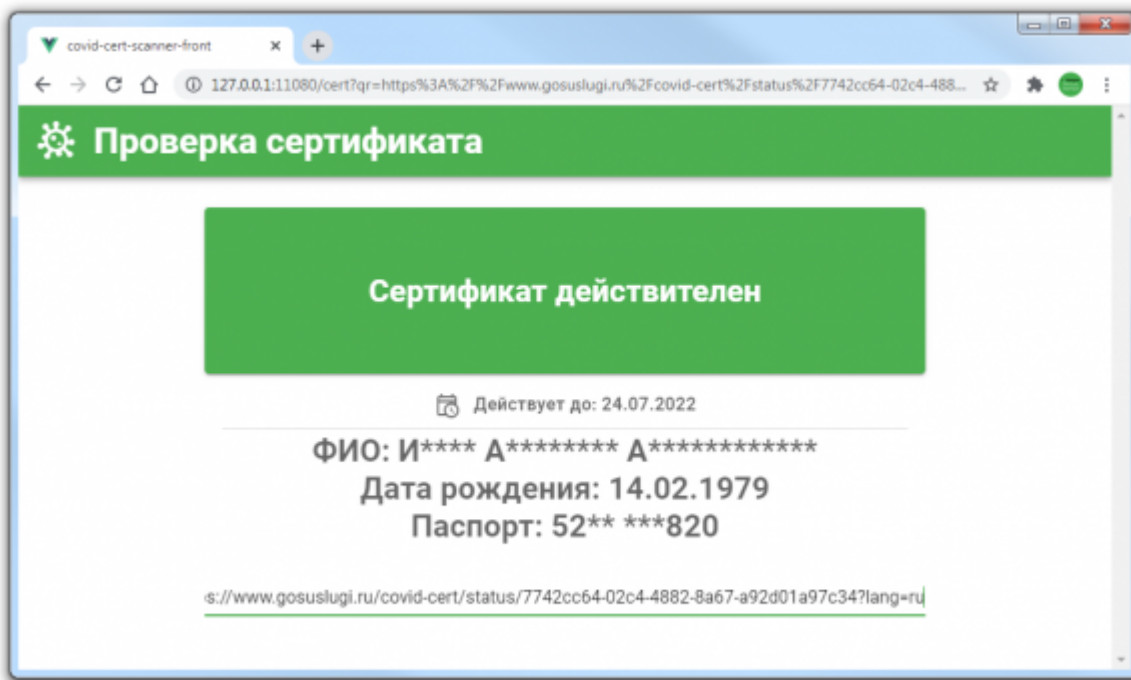 covid-cert-scanner-front
127.0.0.1:11080/cert?qr=https%3A%2F%2Fwww.gosuslugi.ru%2Fcovid-cert%2Fstatus%2F7742cc64-02c4-488...
Проверка сертификата
Сертификат действителен
Действует до: 24.07.2022
ФИО: И**** А******** А************
Дата рождения: 14.02.1979
Паспорт: 52** ***820
s://www.gosuslugi.ru/covid-cert/status/7742cc64-02c4-4882-8a67-a92d01a97c34?lang=ru